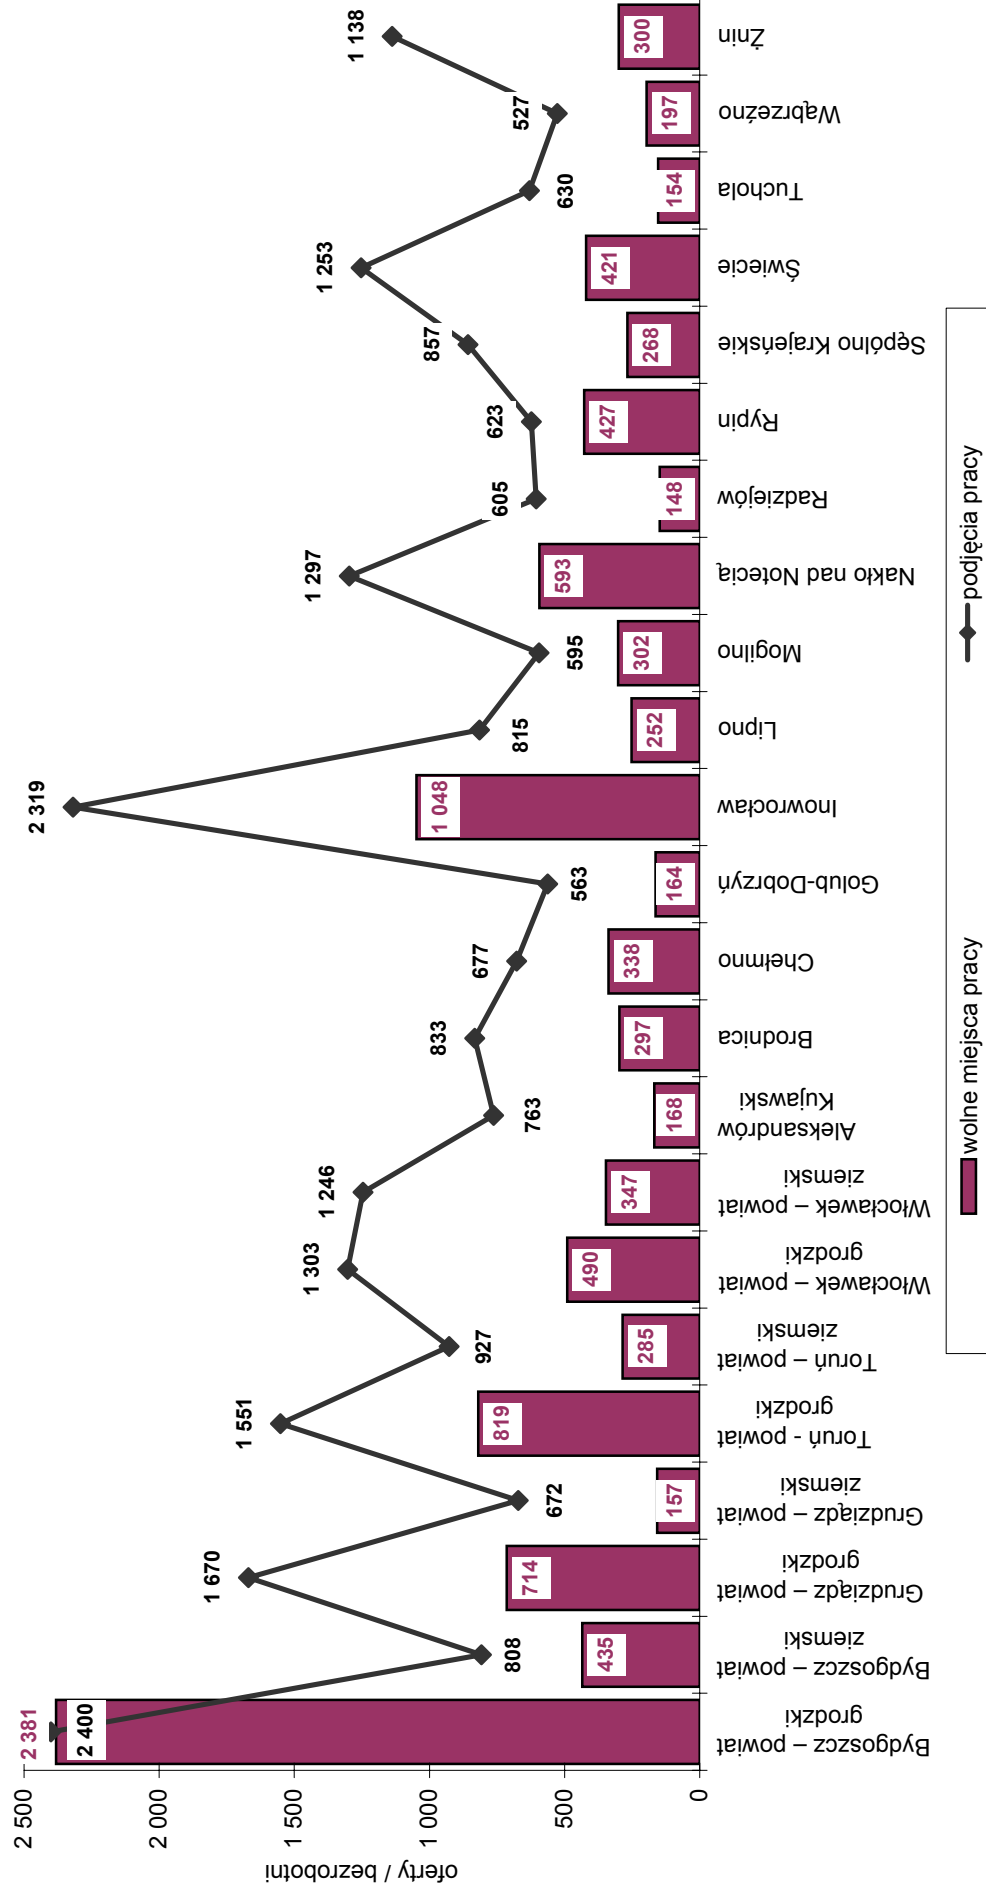 oferty / bezrobotni
2 500
2 000
1 500
1 000
500
0
2 381
2 400
808
1 670
672
1 551
927
1 303
1 246
763
833
677
563
2 319
815
595
1 297
605
623
857
1 253
630
527
1 138
435
714
157
819
285
490
347
168
297
338
164
1 048
252
302
593
148
427
268
421
154
197
300
Bydgoszcz – powiat
grodzki
Bydgoszcz – powiat
ziemski
Grudziądz – powiat
grodzki
Grudziądz – powiat
ziemski
Toruń - powiat
grodzki
Toruń – powiat
ziemski
Włocławek – powiat
grodzki
Włocławek – powiat
ziemski
Aleksandrów
Kujawski
Brodnica
Chełmno
Golub-Dobrzyń
Inowrocław
Lipno
Mogilno
Nakło nad Notecią
Radziejów
Rypin
Sępólno Krajeńskie
Świecie
Tuchola
Wąbrzeźno
Żnin
wolne miejsca pracy
podjęcia pracy